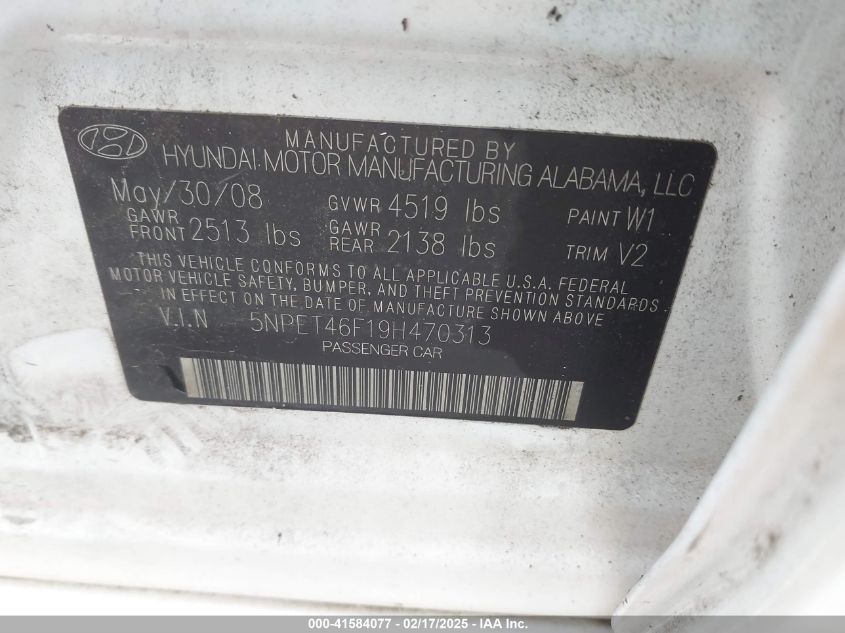 MANUFACTURED BY
HYUNDAI MOTOR MANUFACTURING ALABAMA, LLC
May/30/08 GVWR 4519 lbs PAINT W1
GAWR FRONT 2513 lbs GAWR REAR 2138 lbs TRIM V2
THIS VEHICLE CONFORMS TO ALL APPLICABLE U.S.A. FEDERAL
MOTOR VEHICLE SAFETY, BUMPER, AND THEFT PREVENTION STANDARDS
IN EFFECT ON THE DATE OF MANUFACTURE SHOWN ABOVE
V.I.N 5NPET46F19H470313
PASSENGER CAR
000-41584077 - 02/17/2025 - IAA Inc.